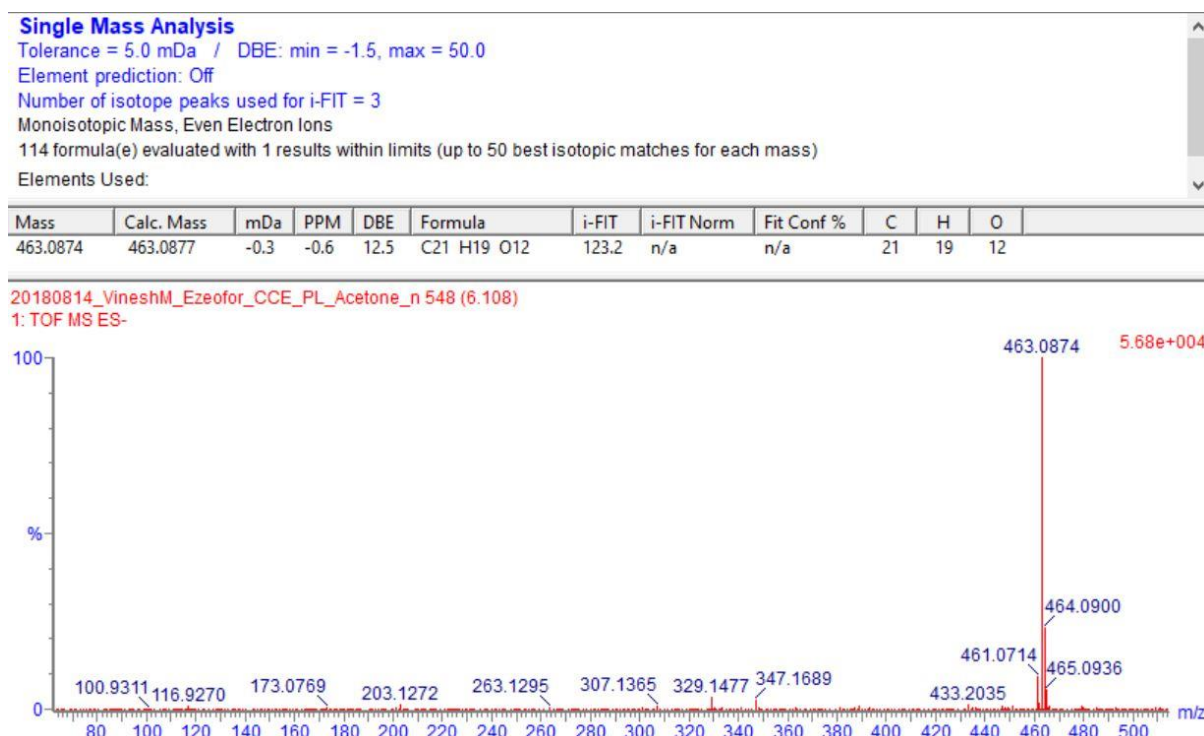 Single Mass Analysis
Tolerance = 5.0 mDa / DBE: min = -1.5, max = 50.0
Element prediction: Off
Number of isotope peaks used for i-FIT = 3
Monoisotopic Mass, Even Electron Ions
114 formula(e) evaluated with 1 results within limits (up to 50 best isotopic matches for each mass)
Elements Used:
Mass Calc. Mass mDa PPM DBE Formula i-FIT i-FIT Norm Fit Conf % C H O
463.0874 463.0877 -0.3 -0.6 12.5 C21 H19 O12 123.2 n/a n/a 21 19 12
20180814_VineshM_Ezeofor_CCE_PL_Acetone_n 548 (6.108)
1: TOF MS ES-
5.68e+004
100
463.0874
%
464.0900
461.0714
465.0936
100.9311
116.9270
173.0769
203.1272
263.1295
307.1365
329.1477
347.1689
433.2035
0
80 100 120 140 160 180 200 220 240 260 280 300 320 340 360 380 400 420 440 460 480 500
m/z